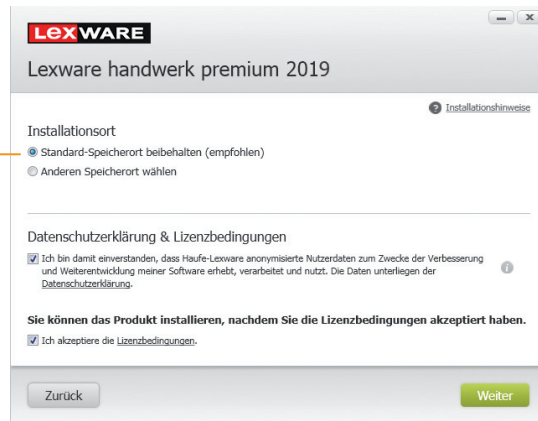 LEXWARE
Lexware handwerk premium 2019
Installationshinweise
Installationsort
Standard-Speicherort beibehalten (empfohlen)
Anderen Speicherort wählen
Datenschutzerklärung & Lizenzbedingungen
Ich bin damit einverstanden, dass Haufe-Lexware anonymisierte Nutzerdaten zum Zwecke der Verbesserung
und Weiterentwicklung meiner Software erhebt, verarbeitet und nutzt. Die Daten unterliegen der
Datenschutzerklärung.
Sie können das Produkt installieren, nachdem Sie die Lizenzbedingungen akzeptiert haben.
Ich akzeptiere die Lizenzbedingungen.
Zurück
Weiter